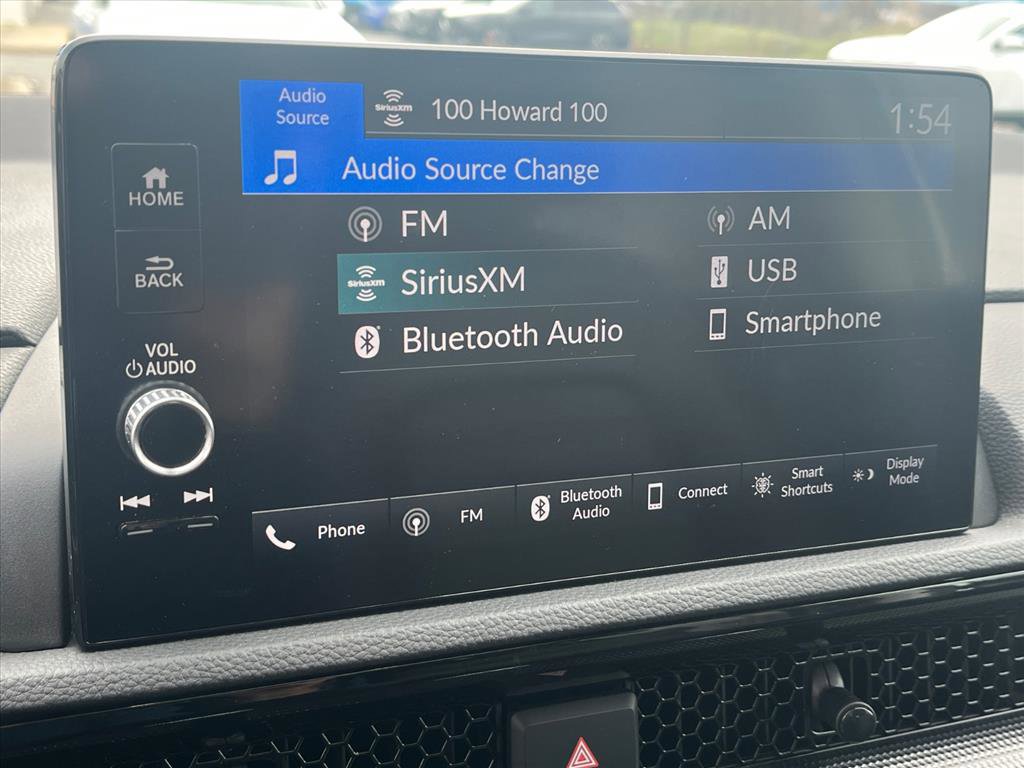 Audio
Source
SiriusXM 100 Howard 100
1:54
Audio Source Change
HOME
FM
AM
BACK
SiriusXM SiriusXM
USB
Bluetooth Audio
Smartphone
VOL
AUDIO
Phone
FM
Bluetooth
Audio
Connect
Smart
Shortcuts
Display
Mode